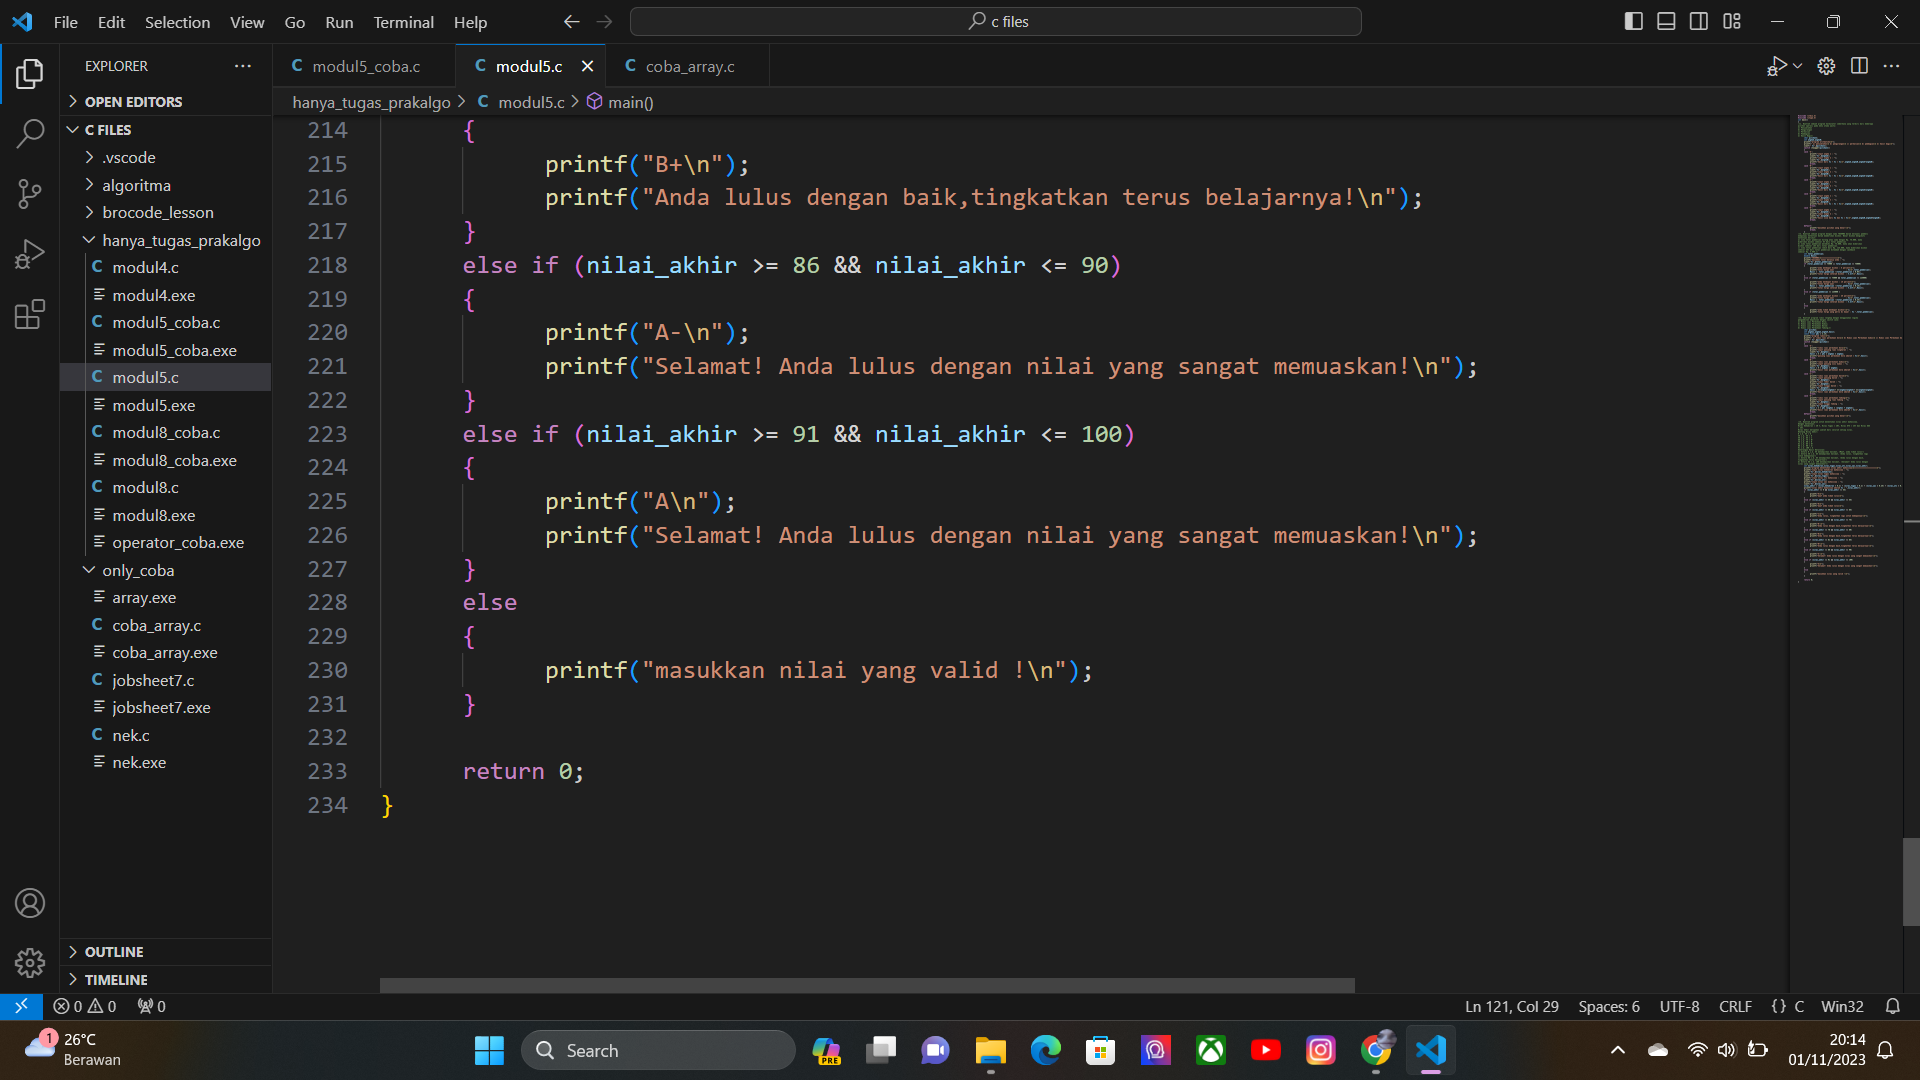 File Edit Selection View Go Run Terminal Help
c files
EXPLORER
OPEN EDITORS
C FILES
.vscode
algoritma
brocode_lesson
hanya_tugas_prakalgo
C modul4.c
modul4.exe
C modul5_coba.c
modul5_coba.exe
C modul5.c
modul5.exe
C modul8_coba.c
modul8_coba.exe
C modul8.c
modul8.exe
operator_coba.exe
only_coba
array.exe
C coba_array.c
coba_array.exe
C jobsheet7.c
jobsheet7.exe
C nek.c
nek.exe
OUTLINE
TIMELINE
C modul5_coba.c C modul5.c C coba_array.c
hanya_tugas_prakalgo > C modul5.c > main()
214 {
215 printf("B+\n");
216 printf("Anda lulus dengan baik,tingkatkan terus belajarnya!\n");
217 }
218 else if (nilai_akhir >= 86 && nilai_akhir <= 90)
219 {
220 printf("A-\n");
221 printf("Selamat! Anda lulus dengan nilai yang sangat memuaskan!\n");
222 }
223 else if (nilai_akhir >= 91 && nilai_akhir <= 100)
224 {
225 printf("A\n");
226 printf("Selamat! Anda lulus dengan nilai yang sangat memuaskan!\n");
227 }
228 else
229 {
230 printf("masukkan nilai yang valid !\n");
231 }
232
233 return 0;
234 }
0 0 0 Ln 121, Col 29 Spaces: 6 UTF-8 CRLF {} C Win32
1
26°C
Berawan
Search
PRE
20:14
01/11/2023